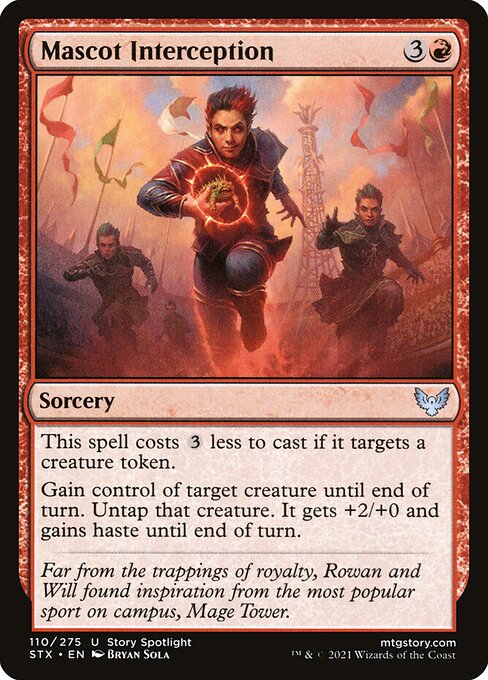 Mascot Interception 3
Sorcery
This spell costs 3 less to cast if it targets a
creature token.
Gain control of target creature until end of
turn. Untap that creature. It gets +2/+0 and
gains haste until end of turn.
Far from the trappings of royalty, Rowan and
Will found inspiration from the most popular
sport on campus, Mage Tower.
110/275 U Story Spotlight mtgstory.com
STX • EN Bryan Sola ™ & © 2021 Wizards of the Coast